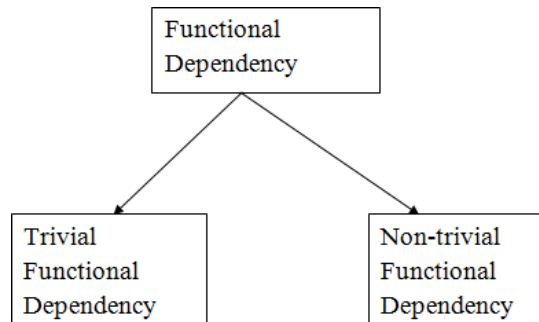 Functional
Dependency
Trivial
Functional
Dependency
Non-trivial
Functional
Dependency